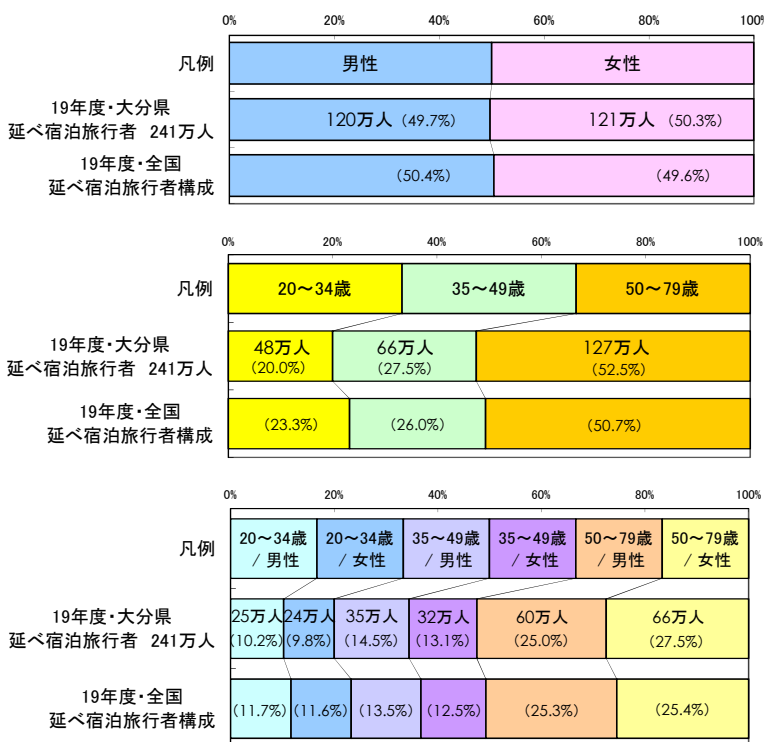 0% 20% 40% 60% 80% 100%
凡例 男性 女性
19年度・大分県
延べ宿泊旅行者 241万人
120万人 (49.7%) 121万人 (50.3%)
19年度・全国
延べ宿泊旅行者構成
(50.4%) (49.6%)
0% 20% 40% 60% 80% 100%
凡例 20～34歳 35～49歳 50～79歳
19年度・大分県
延べ宿泊旅行者 241万人
48万人 66万人 127万人
(20.0%) (27.5%) (52.5%)
19年度・全国
延べ宿泊旅行者構成
(23.3%) (26.0%) (50.7%)
0% 20% 40% 60% 80% 100%
凡例
20～34歳 20～34歳 35～49歳 35～49歳 50～79歳 50～79歳
/ 男性 / 女性 / 男性 / 女性 / 男性 / 女性
19年度・大分県
延べ宿泊旅行者 241万人
25万人 24万人 35万人 32万人 60万人 66万人
(10.2%) (9.8%) (14.5%) (13.1%) (25.0%) (27.5%)
19年度・全国
延べ宿泊旅行者構成
(11.7%) (11.6%) (13.5%) (12.5%) (25.3%) (25.4%)